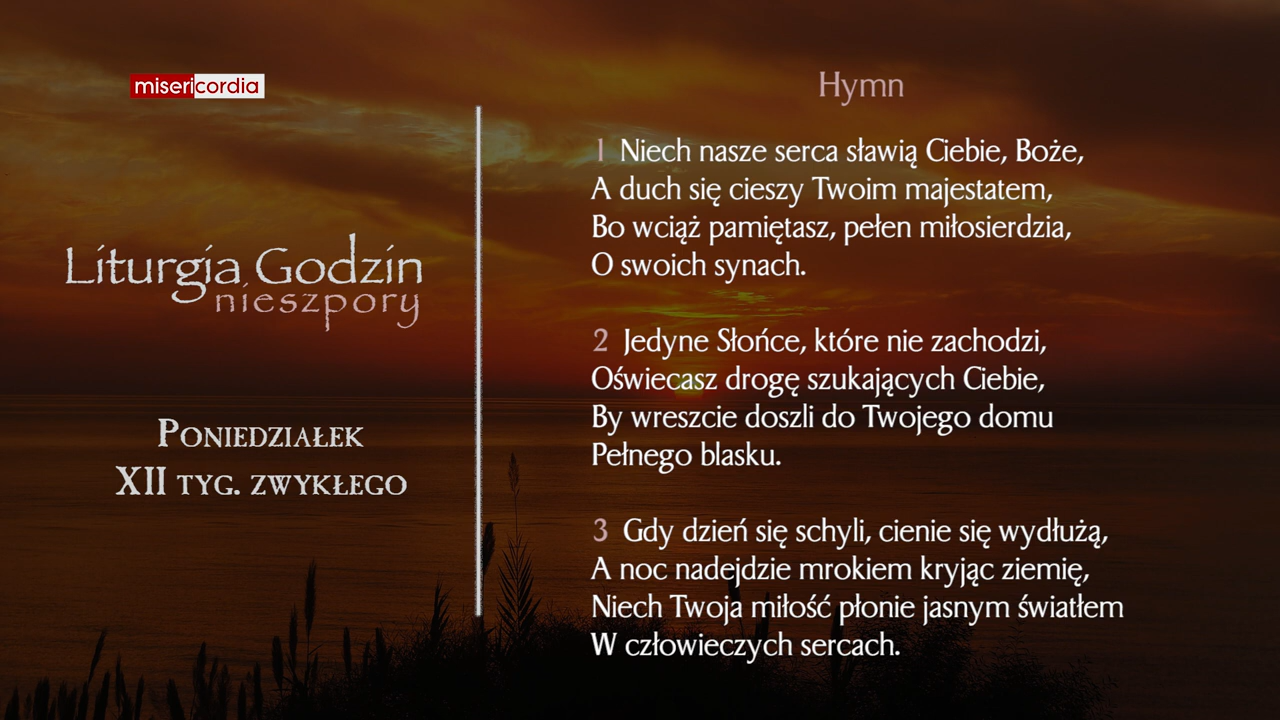 misericordia
Liturgia Godzin
nieszpory
Poniedziałek
XII tyg. zwykłego
Hymn
1 Niech nasze serca sławią Ciebie, Boże,
A duch się cieszy Twoim majestatem,
Bo wciąż pamiętasz, pełen miłosierdzia,
O swoich synach.
2 Jedyne Słońce, które nie zachodzi,
Oświecasz drogę szukających Ciebie,
By wreszcie doszli do Twojego domu
Pełnego blasku.
3 Gdy dzień się schyli, cienie się wydłużą,
A noc nadejdzie mrokiem kryjąc ziemię,
Niech Twoja miłość płonie jasnym światłem
W człowieczych sercach.